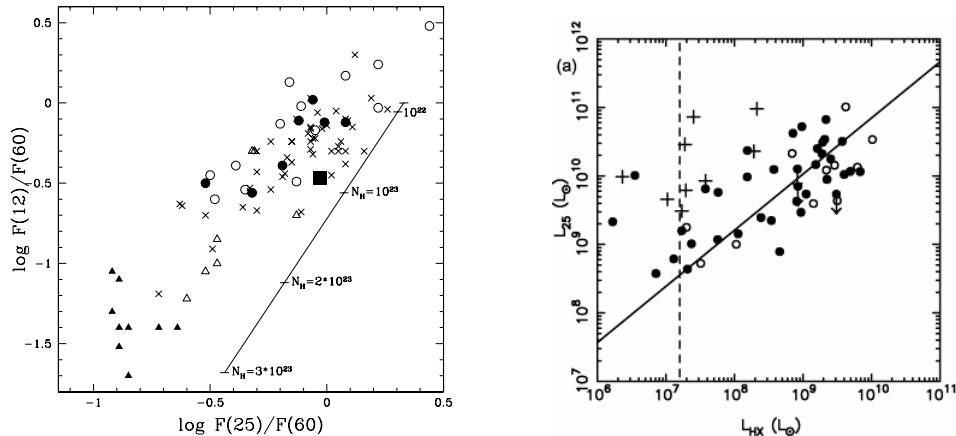 0.5
0
-0.5
-1
-1.5
log F(12)/F(60)
10²²
N_H=10²³
N_H=2*10²³
N_H=3*10²³
-1
-0.5
0
0.5
log F(25)/F(60)
(a)
10¹²
10¹¹
10¹⁰
10⁹
10⁸
10⁷
L₂₅ (L⊙)
10⁶
10⁷
10⁸
10⁹
10¹⁰
10¹¹
L_HX (L⊙)